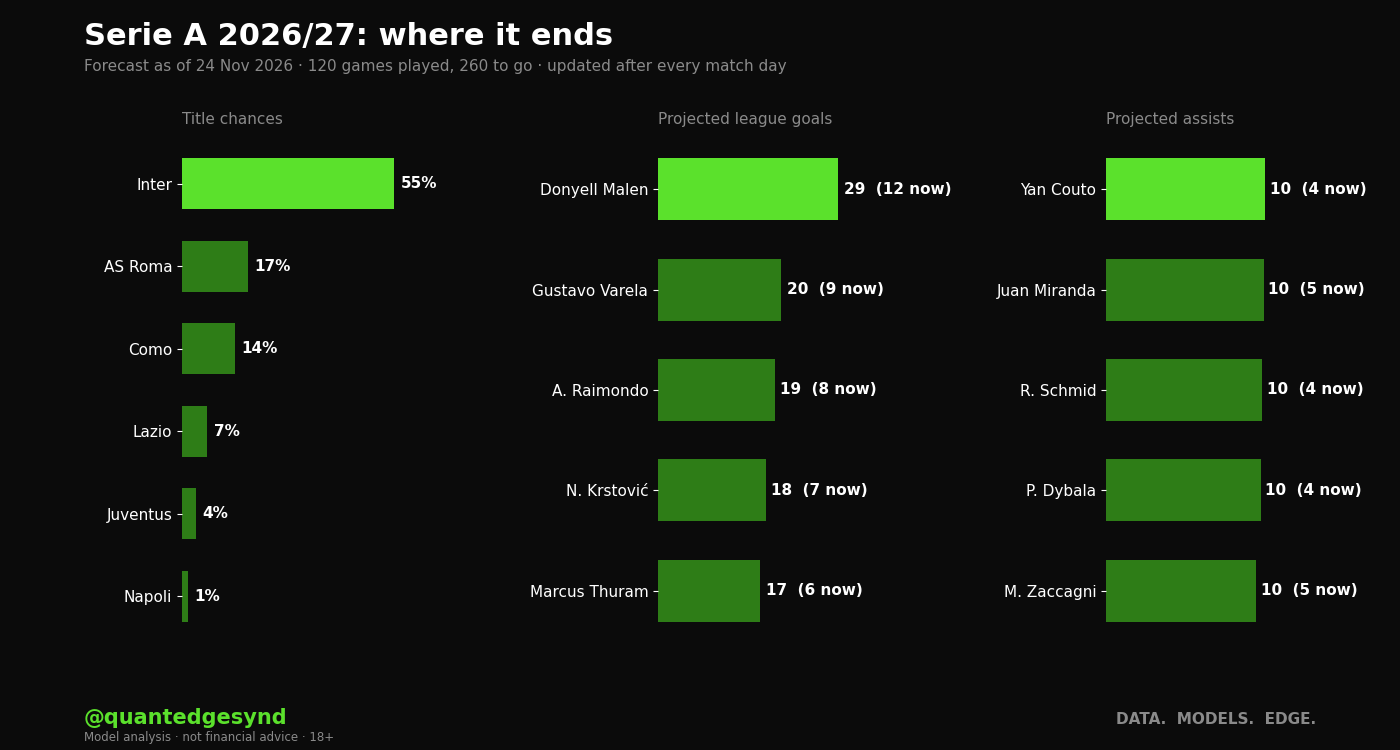 Serie A 2026/27: where it ends
Forecast as of 24 Nov 2026 · 120 games played, 260 to go · updated after every match day
Title chances
Inter 55%
AS Roma 17%
Como 14%
Lazio 7%
Juventus 4%
Napoli 1%
Projected league goals
Donyell Malen 29 (12 now)
Gustavo Varela 20 (9 now)
A. Raimondo 19 (8 now)
N. Krstović 18 (7 now)
Marcus Thuram 17 (6 now)
Projected assists
Yan Couto 10 (4 now)
Juan Miranda 10 (5 now)
R. Schmid 10 (4 now)
P. Dybala 10 (4 now)
M. Zaccagni 10 (5 now)
@quantedgesynd
Model analysis · not financial advice · 18+
DATA. MODELS. EDGE.